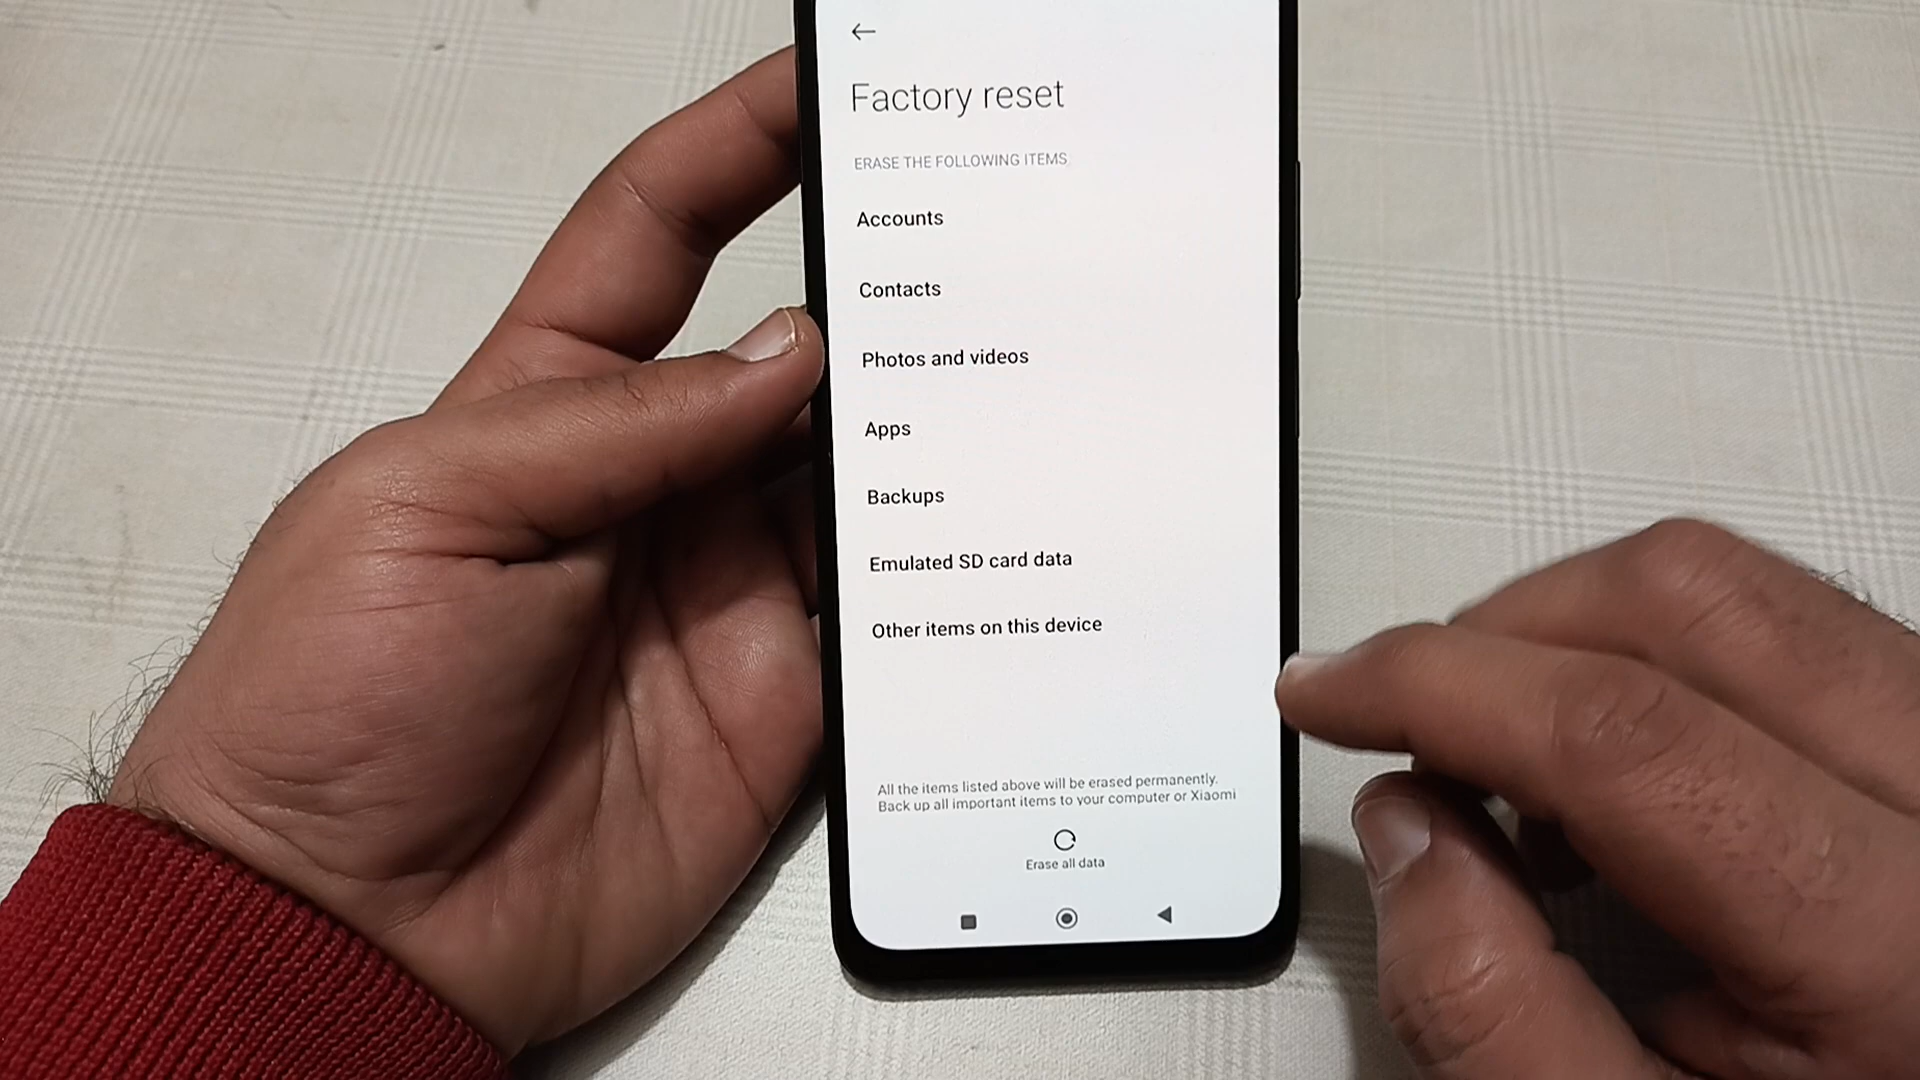 Factory reset
ERASE THE FOLLOWING ITEMS
Accounts
Contacts
Photos and videos
Apps
Backups
Emulated SD card data
Other items on this device
All the items listed above will be erased permanently.
Back up all important items to your computer or Xiaomi
Erase all data